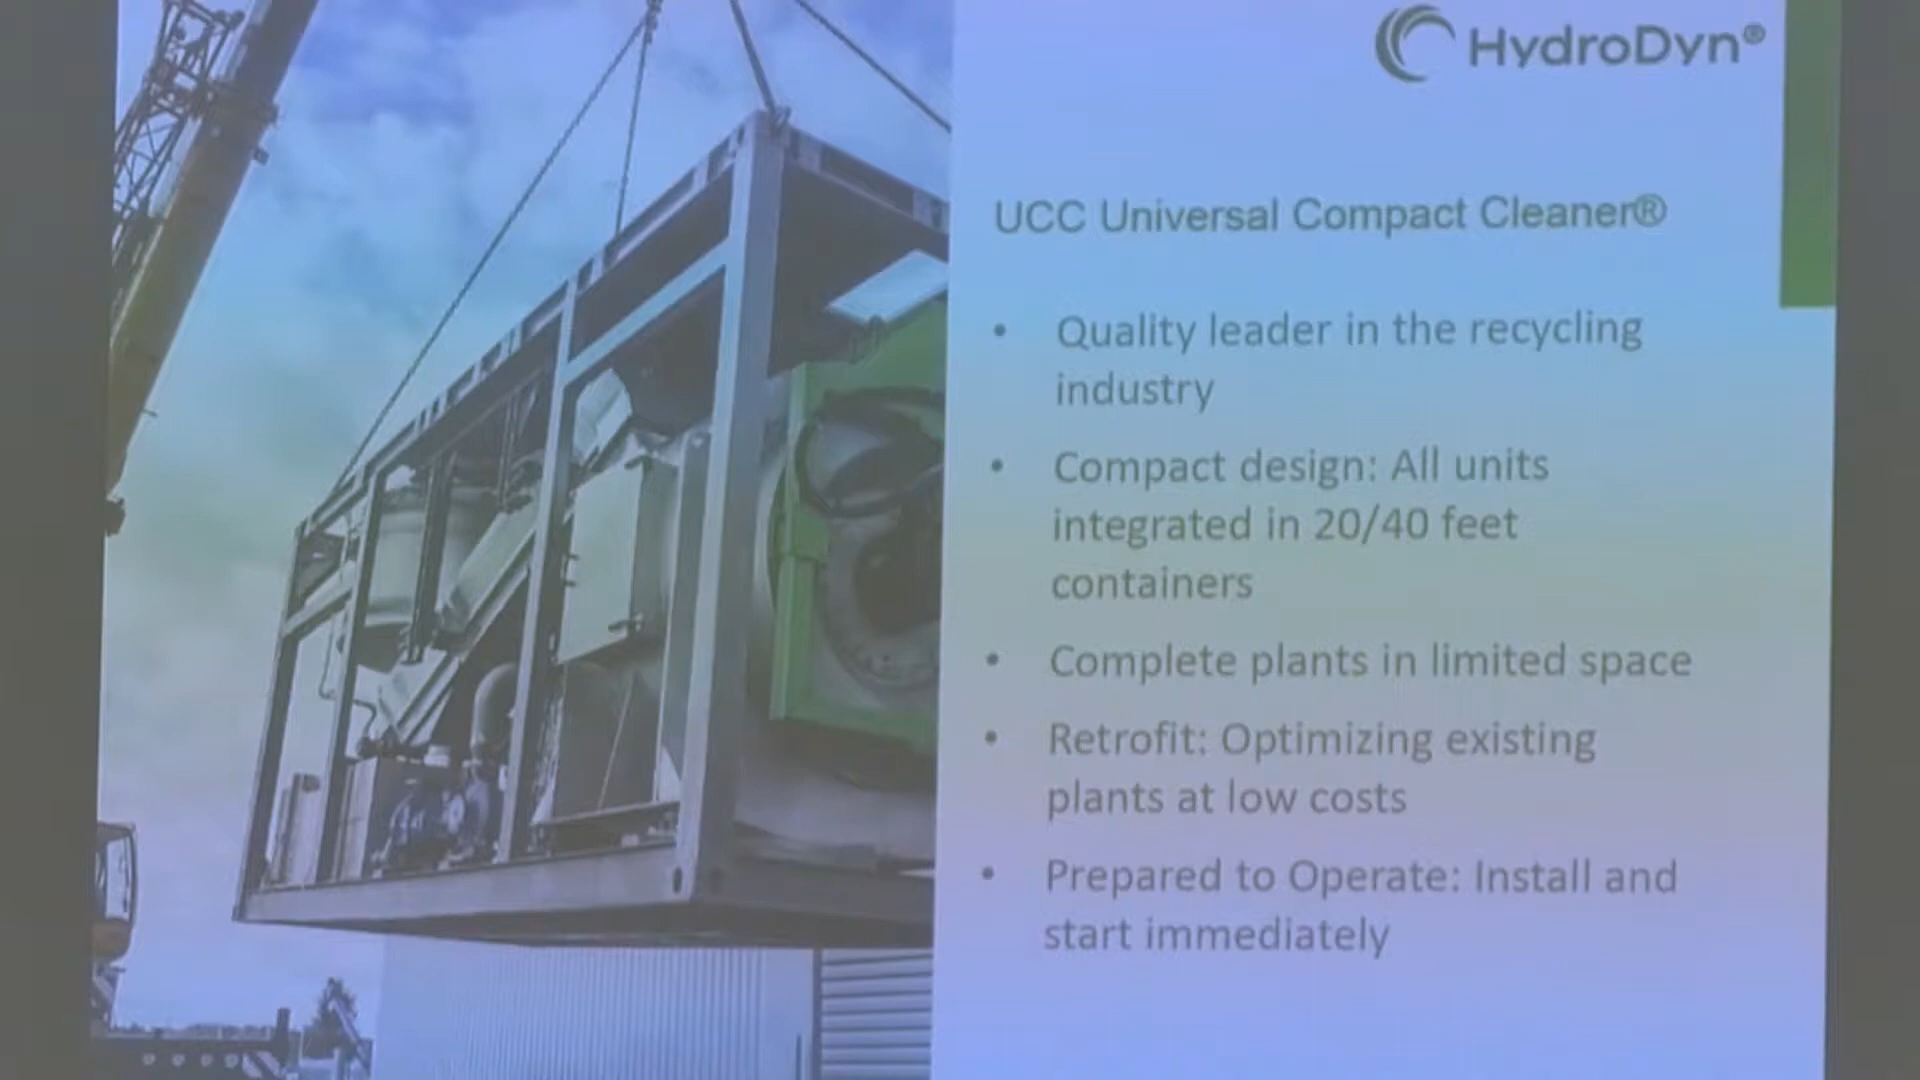 HydroDyn®
UCC Universal Compact Cleaner®
• Quality leader in the recycling
industry
• Compact design: All units
integrated in 20/40 feet
containers
• Complete plants in limited space
• Retrofit: Optimizing existing
plants at low costs
• Prepared to Operate: Install and
start immediately